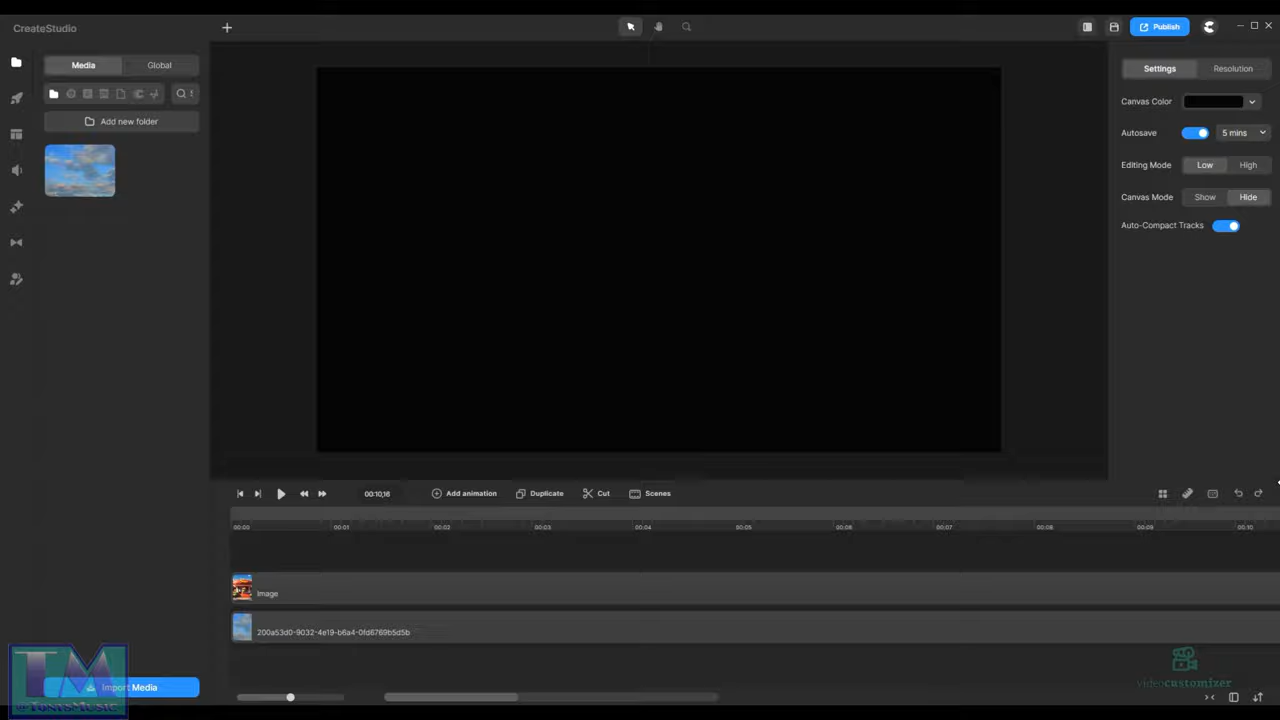 CreateStudio
Publish
Media
Global
Settings
Resolution
Canvas Color
Add new folder
Autosave
5 mins
Editing Mode
Low
High
Canvas Mode
Show
Hide
Auto-Compact Tracks
00:10,16
Add animation
Duplicate
Cut
Scenes
00:00
00:01
00:02
00:03
00:04
00:05
00:06
00:07
00:08
00:09
00:10
Image
200a53d0-9032-4e19-b6a4-0fd6769b5d5b
TM
Import Media
videocustomizer